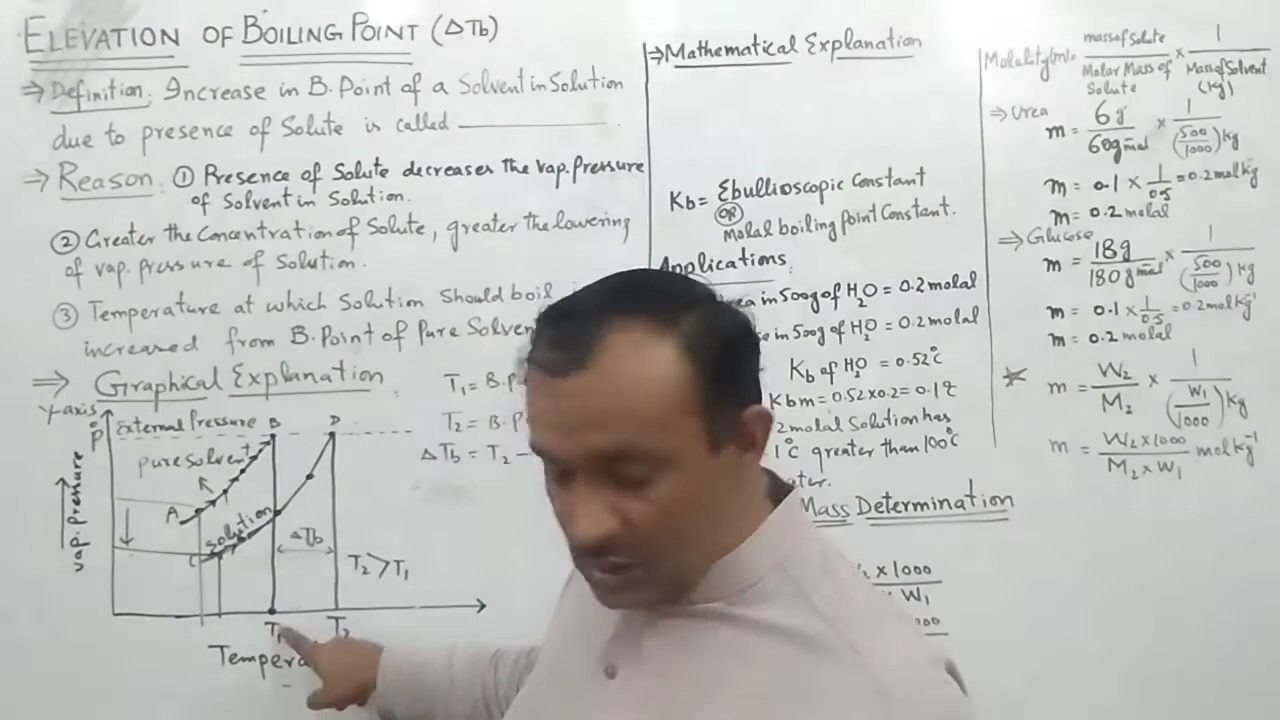 ELEVATION OF BOILING POINT (ΔTb)
⇒ Definition. Increase in B. Point of a Solvent in Solution
due to presence of Solute is called ________.
⇒ Reason. ① Presence of Solute decreases the vap. Pressure
of Solvent in Solution.
② Greater the Concentration of Solute, greater the lowering
of vap. pressure of Solution.
③ Temperature at which Solution Should boil
increased from B. Point of Pure Solven
⇒ Graphical Explanation
T₁ = B.P
T₂ = B.P
ΔTb = T₂ –
Y-axis
P°
External Pressure
B
D
pure solvent
A
solution
C
ΔTb
T₂ > T₁
vap. Pressure
T₁
T₂
Tempera
⇒ Mathematical Explanation
Kb = Ebullioscopic Constant
OR
Molal boiling point Constant.
Applications.
in 500g of H₂O = 0.2 molal
in 500g of H₂O = 0.2 molal
Kb of H₂O = 0.52°C
Kbm = 0.52 x 0.2 = 0.1°C
2 molal Solution has
1°C greater than 100°C
Mass Determination
x 1000
W₁
Molality (m) = mass of Solute / Molar Mass of Solute x 1 / Mass of Solvent (kg)
⇒ Urea
m = 6g / 60g mol⁻¹ x 1 / (500/1000) kg
m = 0.1 x 1/0.5 = 0.2 mol kg⁻¹
m = 0.2 molal
⇒ Glucose
m = 18g / 180g mol⁻¹ x 1 / (500/1000) kg
m = 0.1 x 1/0.5 = 0.2 mol kg⁻¹
m = 0.2 molal
m = W₂ / M₂ x 1 / (W₁/1000) kg
m = W₂ x 1000 / M₂ x W₁ mol kg⁻¹